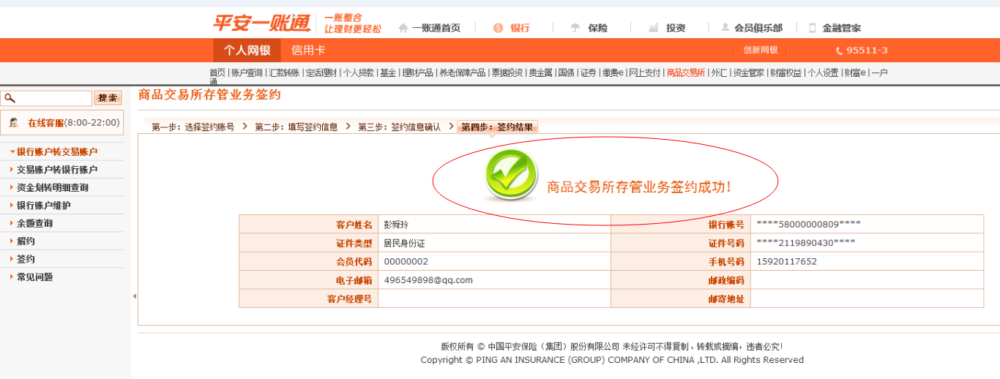 平安一账通 一账整合
让理财更轻松
一账通首页 银行 保险 投资 会员俱乐部 金融管家
个人网银 信用卡 创新网银 95511-3
首页 | 账户查询 | 汇款转账 | 定活理财 | 个人贷款 | 基金 | 理财产品 | 养老保障产品 | 票据投资 | 贵金属 | 国债 | 证券 | 缴费e | 网上支付 | 商品交易所 | 外汇 | 资金管家 | 财富权益 | 个人设置 | 财富e | 一户
通
搜索
在线客服(8:00-22:00)
银行账户转交易账户
交易账户转银行账户
资金划转明细查询
银行账户维护
余额查询
解约
签约
常见问题
商品交易所存管业务签约
第一步：选择签约账号 > 第二步：填写签约信息 > 第三步：签约信息确认 > 第四步：签约结果
商品交易所存管业务签约成功！
客户姓名 彭舜玲 银行账号 ****58000000809****
证件类型 居民身份证 证件号码 ****2119890430****
会员代码 00000002 手机号码 15920117652
电子邮箱 496549898@qq.com 邮政编码
客户经理号 邮寄地址
版权所有 © 中国平安保险（集团）股份有限公司 未经许可不得复制、转载或摘编，违者必究!
Copyright © PING AN INSURANCE (GROUP) COMPANY OF CHINA ,LTD. All Rights Reserved